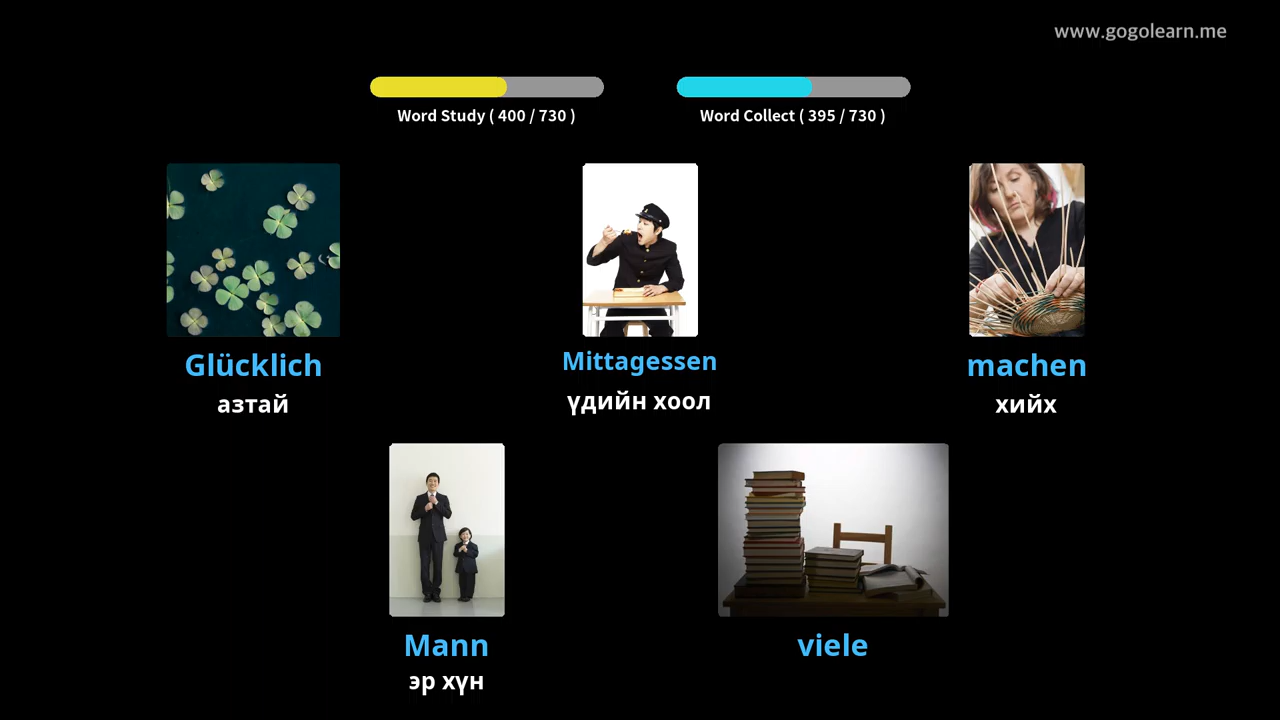 www.gogolearn.me
Word Study ( 400 / 730 )
Word Collect ( 395 / 730 )
Glücklich
азтай
Mittagessen
үдийн хоол
machen
хийх
Mann
эр хүн
viele